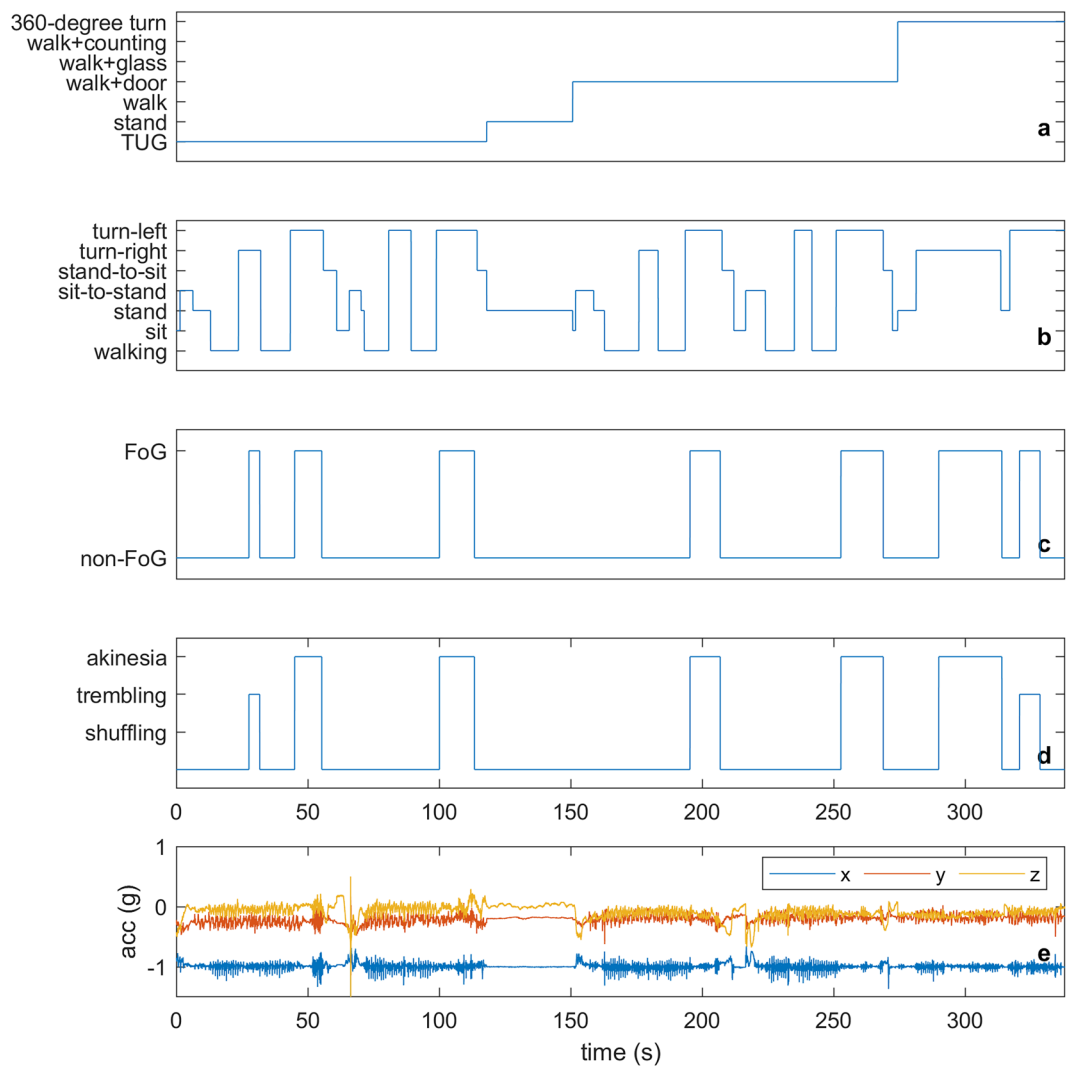 360-degree turn
walk+counting
walk+glass
walk+door
walk
stand
TUG
a
turn-left
turn-right
stand-to-sit
sit-to-stand
stand
sit
walking
b
FoG
non-FoG
c
akinesia
trembling
shuffling
d
0 50 100 150 200 250 300
1
0
-1
acc (g)
x y z
e
0 50 100 150 200 250 300
time (s)